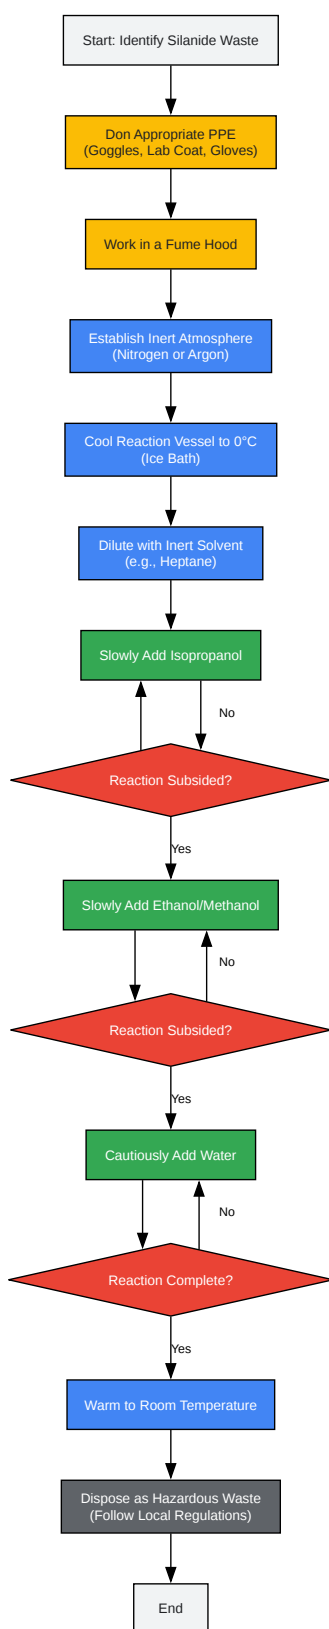 Start: Identify Silanide Waste
Don Appropriate PPE
(Goggles, Lab Coat, Gloves)
Work in a Fume Hood
Establish Inert Atmosphere
(Nitrogen or Argon)
Cool Reaction Vessel to 0°C
(Ice Bath)
Dilute with Inert Solvent
(e.g., Heptane)
Slowly Add Isopropanol
No
Reaction Subsided?
Yes
Slowly Add Ethanol/Methanol
No
Reaction Subsided?
Yes
Cautiously Add Water
No
Reaction Complete?
Yes
Warm to Room Temperature
Dispose as Hazardous Waste
(Follow Local Regulations)
End